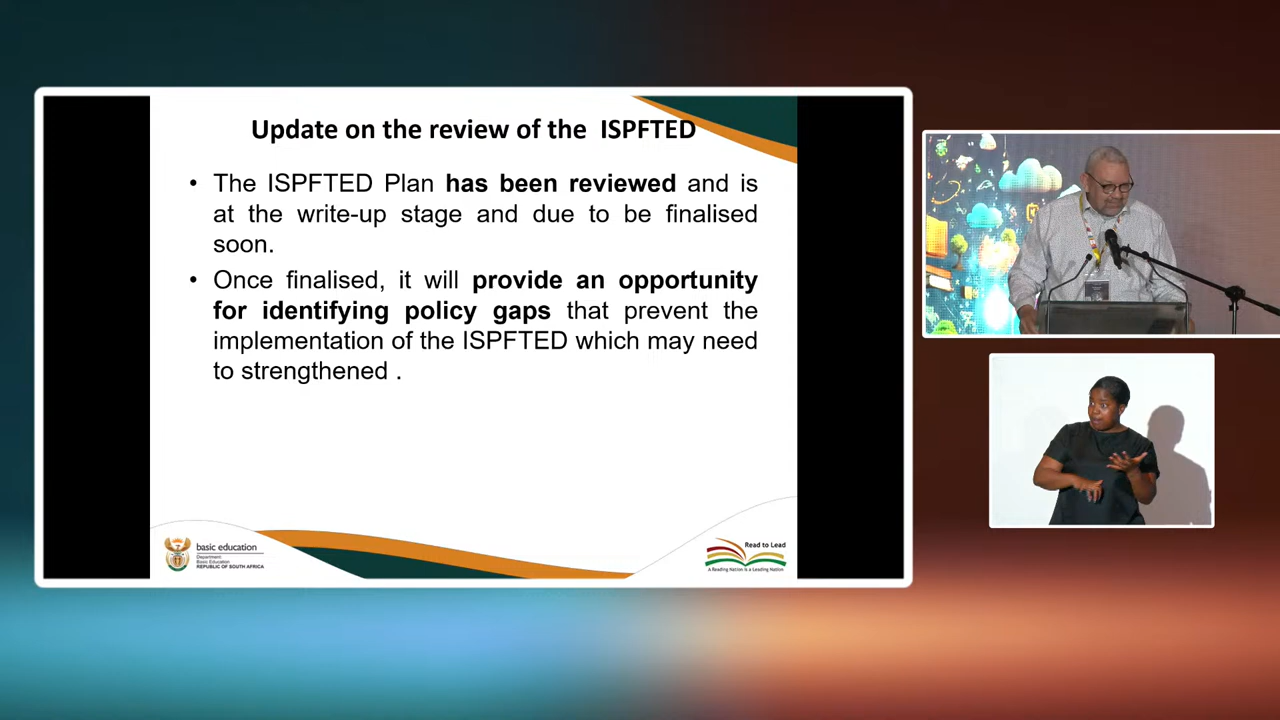 Update on the review of the ISPFTED
• The ISPFTED Plan has been reviewed and is
at the write-up stage and due to be finalised
soon.
• Once finalised, it will provide an opportunity
for identifying policy gaps that prevent the
implementation of the ISPFTED which may need
to strengthened .
basic education
Department:
Basic Education
REPUBLIC OF SOUTH AFRICA
Read to Lead
A Reading Nation is a Leading Nation